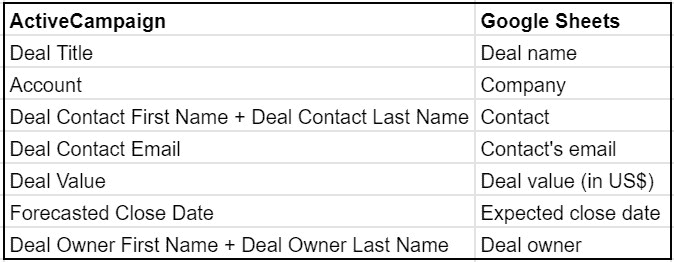 ActiveCampaign Google Sheets
Deal Title Deal name
Account Company
Deal Contact First Name + Deal Contact Last Name Contact
Deal Contact Email Contact's email
Deal Value Deal value (in US$)
Forecasted Close Date Expected close date
Deal Owner First Name + Deal Owner Last Name Deal owner